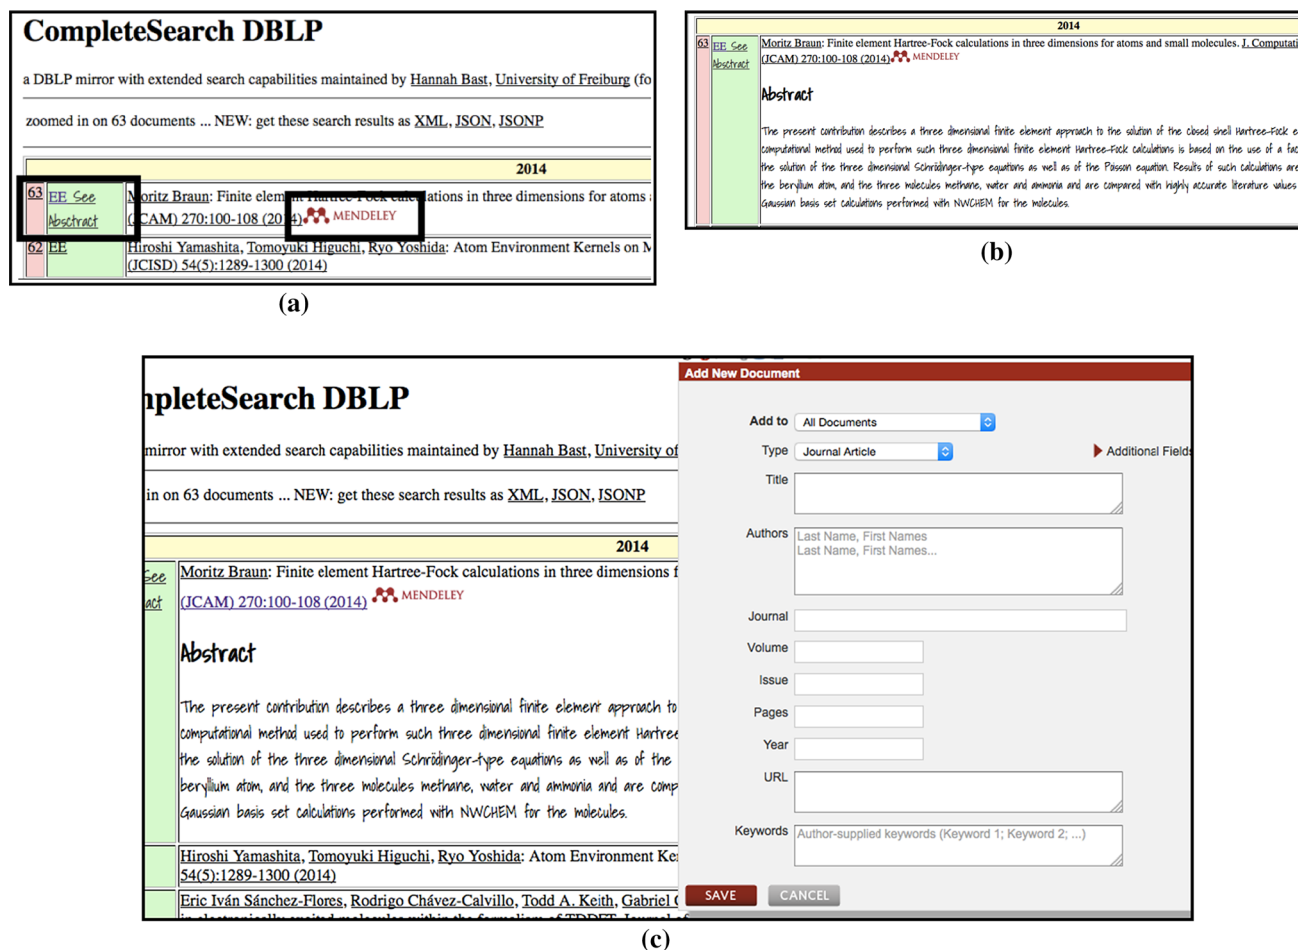 CompleteSearch DBLP
a DBLP mirror with extended search capabilities maintained by Hannah Bast, University of Freiburg (fo
zoomed in on 63 documents ... NEW: get these search results as XML, JSON, JSONP
2014
63 EE See Abstract
Moritz Braun: Finite element Hartree-Fock calculations in three dimensions for atoms
(JCAM) 270:100-108 (2014) MENDELEY
62 EE
Hiroshi Yamashita, Tomoyuki Higuchi, Ryo Yoshida: Atom Environment Kernels on M
(JCISD) 54(5):1289-1300 (2014)
(a)
2014
63 EE See Absctract
Moritz Braun: Finite element Hartree-Fock calculations in three dimensions for atoms and small molecules. J. Computati
(JCAM) 270:100-108 (2014) MENDELEY
Abstract
The present contribution describes a three dimensional finite element approach to the solution of the closed shell Hartree-Fock e
computational method used to perform such three dimensional finite element Hartree-Fock calculations is based on the use of a fac
the solution of the three dimensional Schrödinger-type equations as well as of the Poisson equation. Results of such calculations are
the beryllium atom, and the three molecules methane, water and ammonia and are compared with highly accurate literature values
Gaussian basis set calculations performed with NWCHEM for the molecules.
(b)
npleteSearch DBLP
mirror with extended search capabilities maintained by Hannah Bast, University of
in on 63 documents ... NEW: get these search results as XML, JSON, JSONP
2014
See
act
Moritz Braun: Finite element Hartree-Fock calculations in three dimensions f
(JCAM) 270:100-108 (2014) MENDELEY
Abstract
The present contribution describes a three dimensional finite element approach to
computational method used to perform such three dimensional finite element Hartree
the solution of the three dimensional Schrödinger-type equations as well as of the
beryllium atom, and the three molecules methane, water and ammonia and are comp
Gaussian basis set calculations performed with NWCHEM for the molecules.
Hiroshi Yamashita, Tomoyuki Higuchi, Ryo Yoshida: Atom Environment Ke
54(5):1289-1300 (2014)
Eric Iván Sánchez-Flores, Rodrigo Chávez-Calvillo, Todd A. Keith, Gabriel
in electronically excited molecules within the formalism of TDDFT. Journal of
Add New Document
Add to All Documents
Type Journal Article
Additional Fields
Title
Authors Last Name, First Names
Last Name, First Names...
Journal
Volume
Issue
Pages
Year
URL
Keywords Author-supplied keywords (Keyword 1; Keyword 2; ...)
SAVE CANCEL
(c)